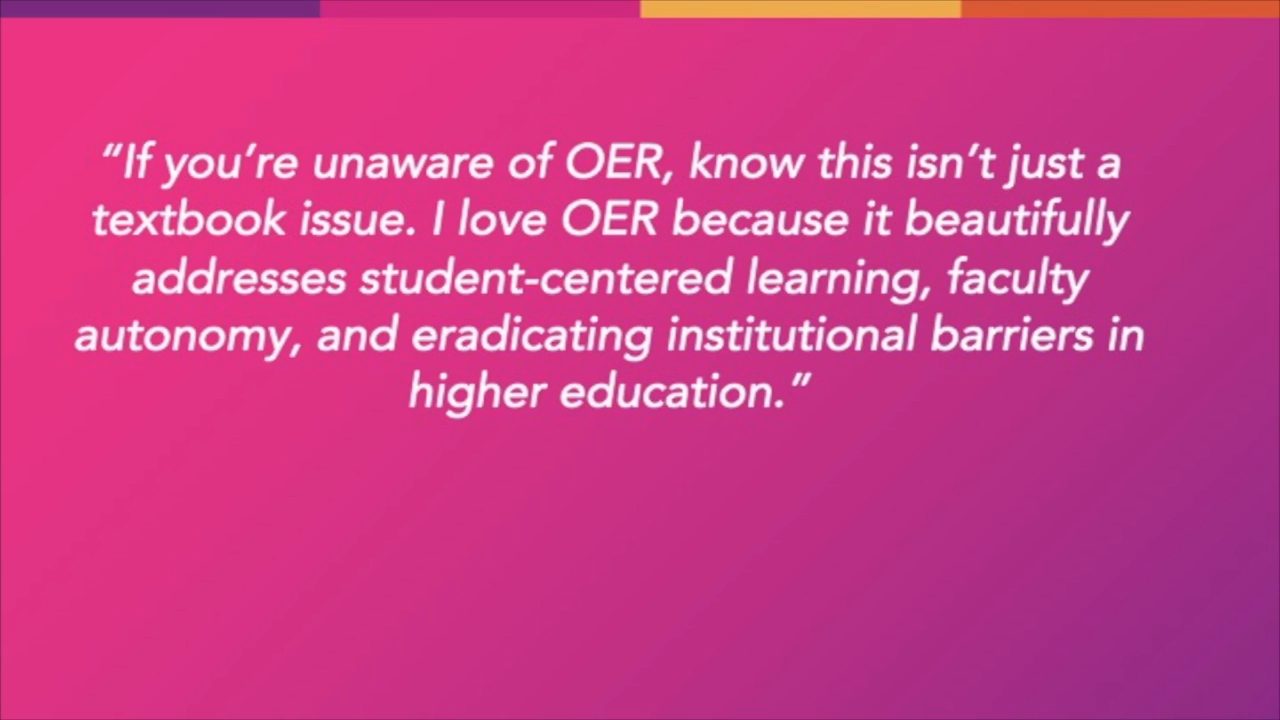 “If you’re unaware of OER, know this isn’t just a
textbook issue. I love OER because it beautifully
addresses student-centered learning, faculty
autonomy, and eradicating institutional barriers in
higher education.”